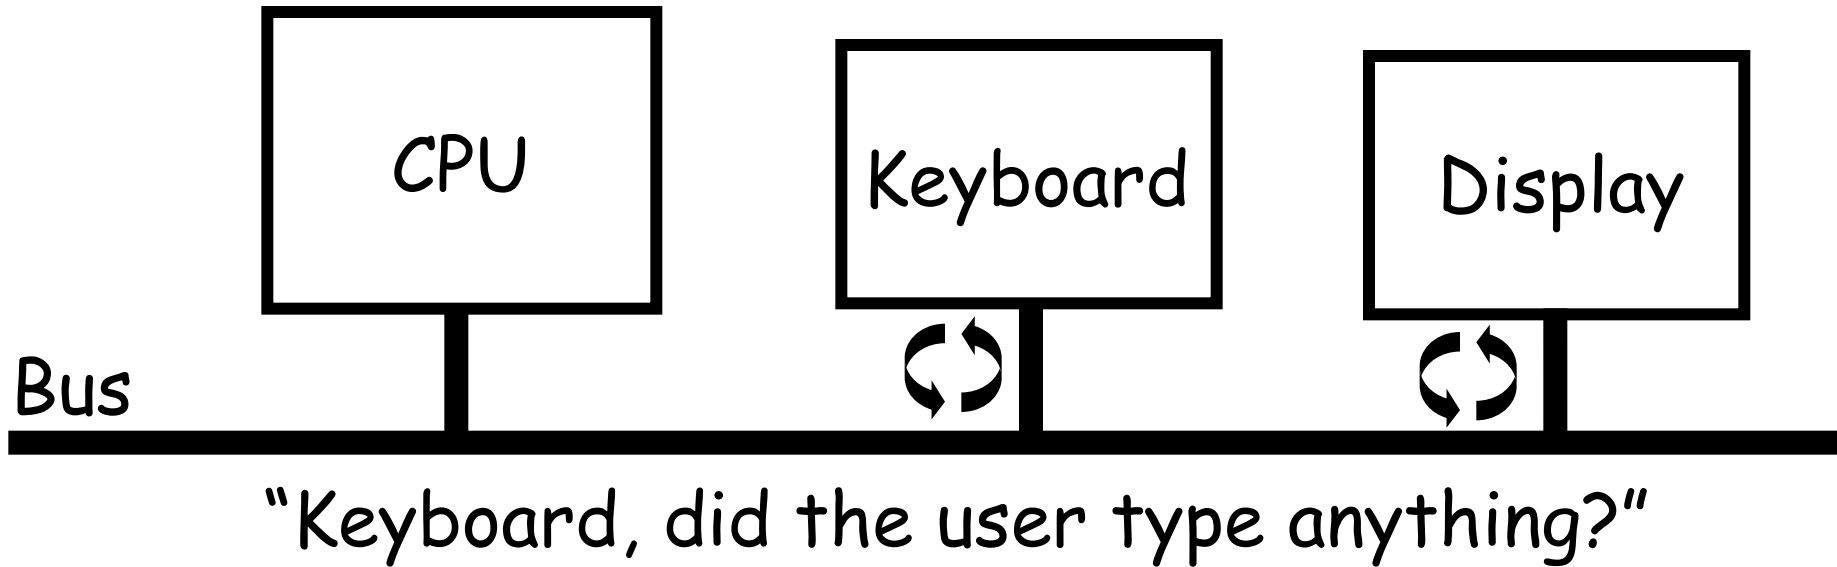 CPU
Keyboard
Display
Bus
“Keyboard, did the user type anything?”